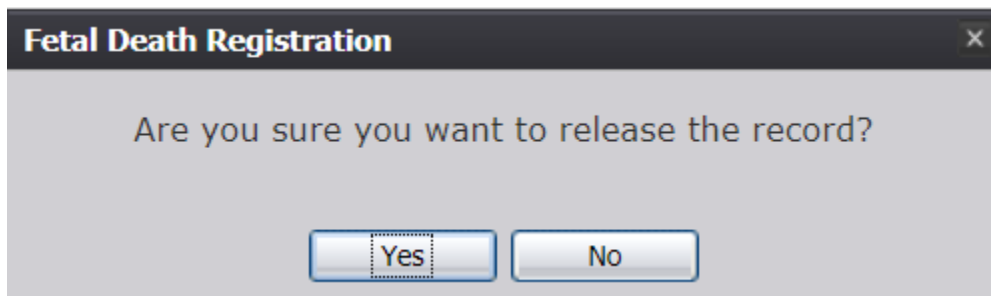 Fetal Death Registration
Are you sure you want to release the record?
Yes No